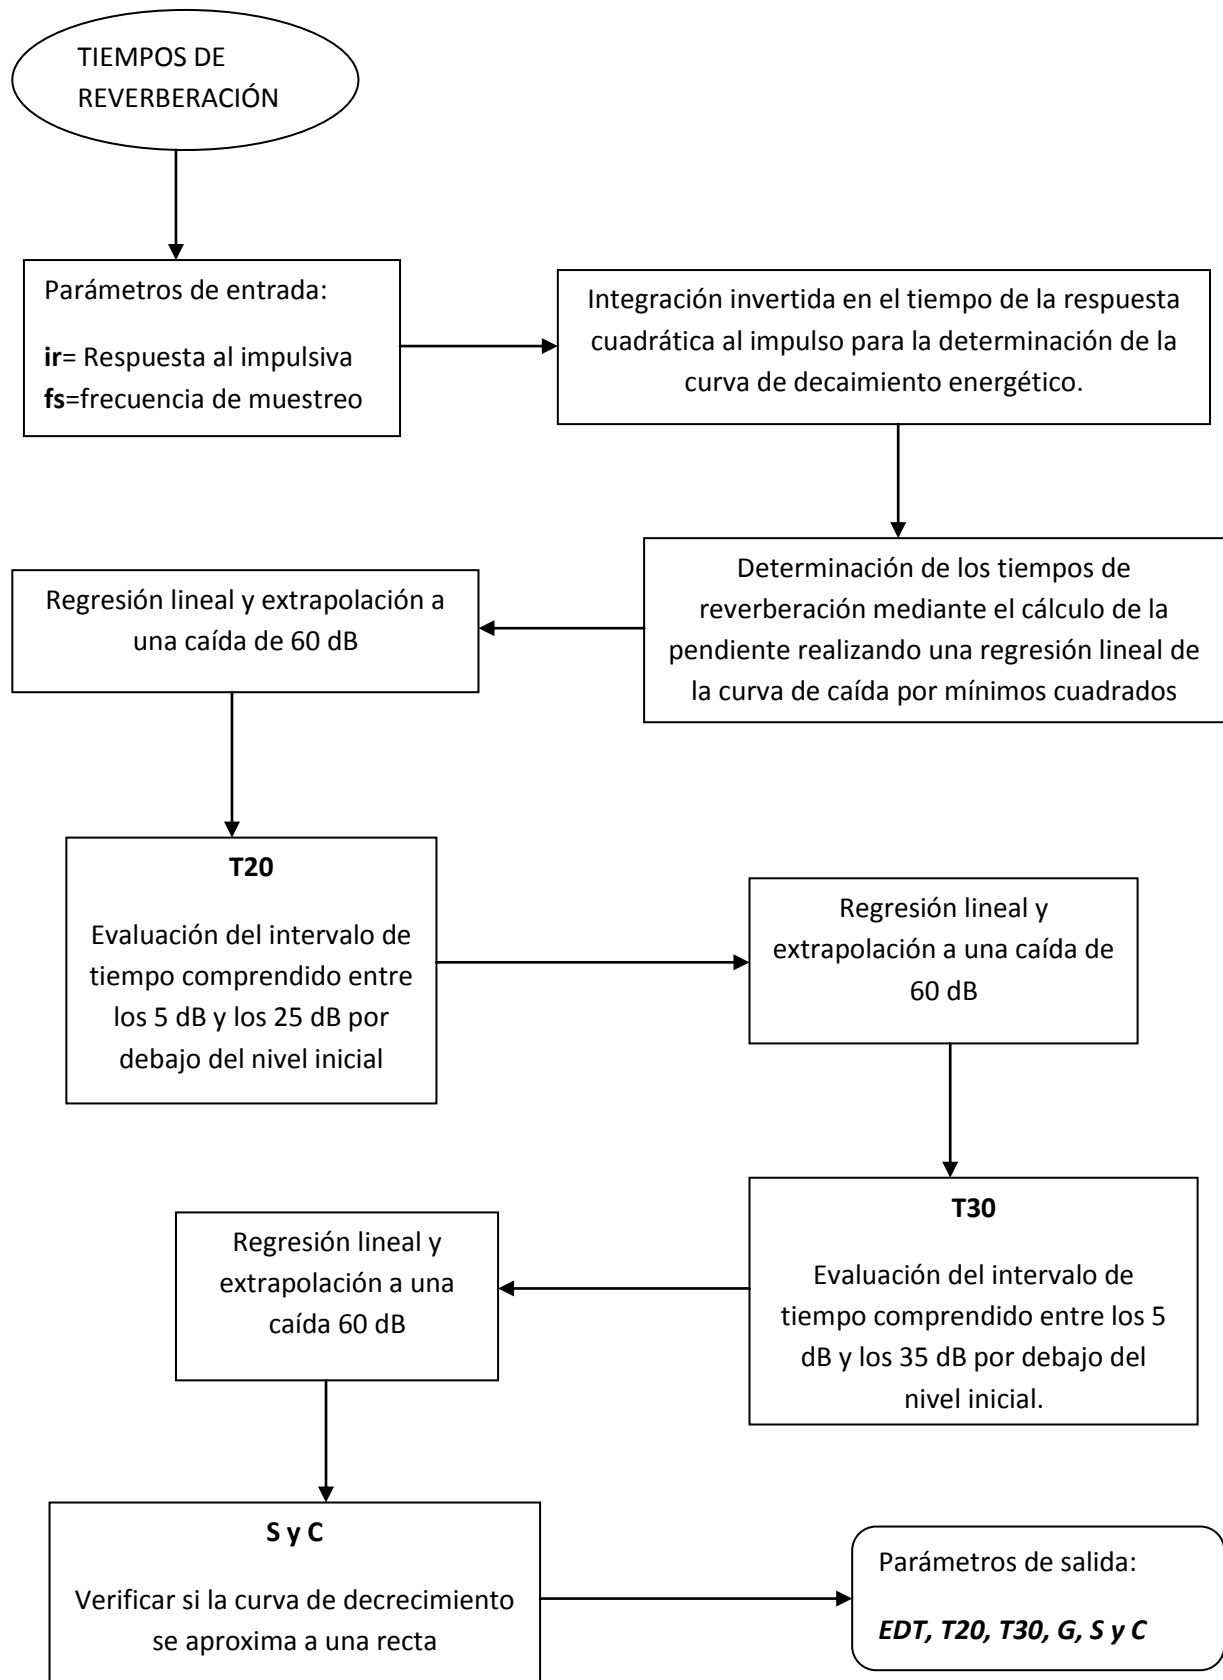 TIEMPOS DE
REVERBERACIÓN
Parámetros de entrada:
ir= Respuesta al impulsiva
fs=frecuencia de muestreo
Integración invertida en el tiempo de la respuesta
cuadrática al impulso para la determinación de la
curva de decaimiento energético.
Determinación de los tiempos de
reverberación mediante el cálculo de la
pendiente realizando una regresión lineal de
la curva de caída por mínimos cuadrados
Regresión lineal y extrapolación a
una caída de 60 dB
T20
Evaluación del intervalo de
tiempo comprendido entre
los 5 dB y los 25 dB por
debajo del nivel inicial
Regresión lineal y
extrapolación a una caída de
60 dB
T30
Evaluación del intervalo de
tiempo comprendido entre los 5
dB y los 35 dB por debajo del
nivel inicial.
Regresión lineal y
extrapolación a una
caída 60 dB
S y C
Verificar si la curva de decrecimiento
se aproxima a una recta
Parámetros de salida:
EDT, T20, T30, G, S y C